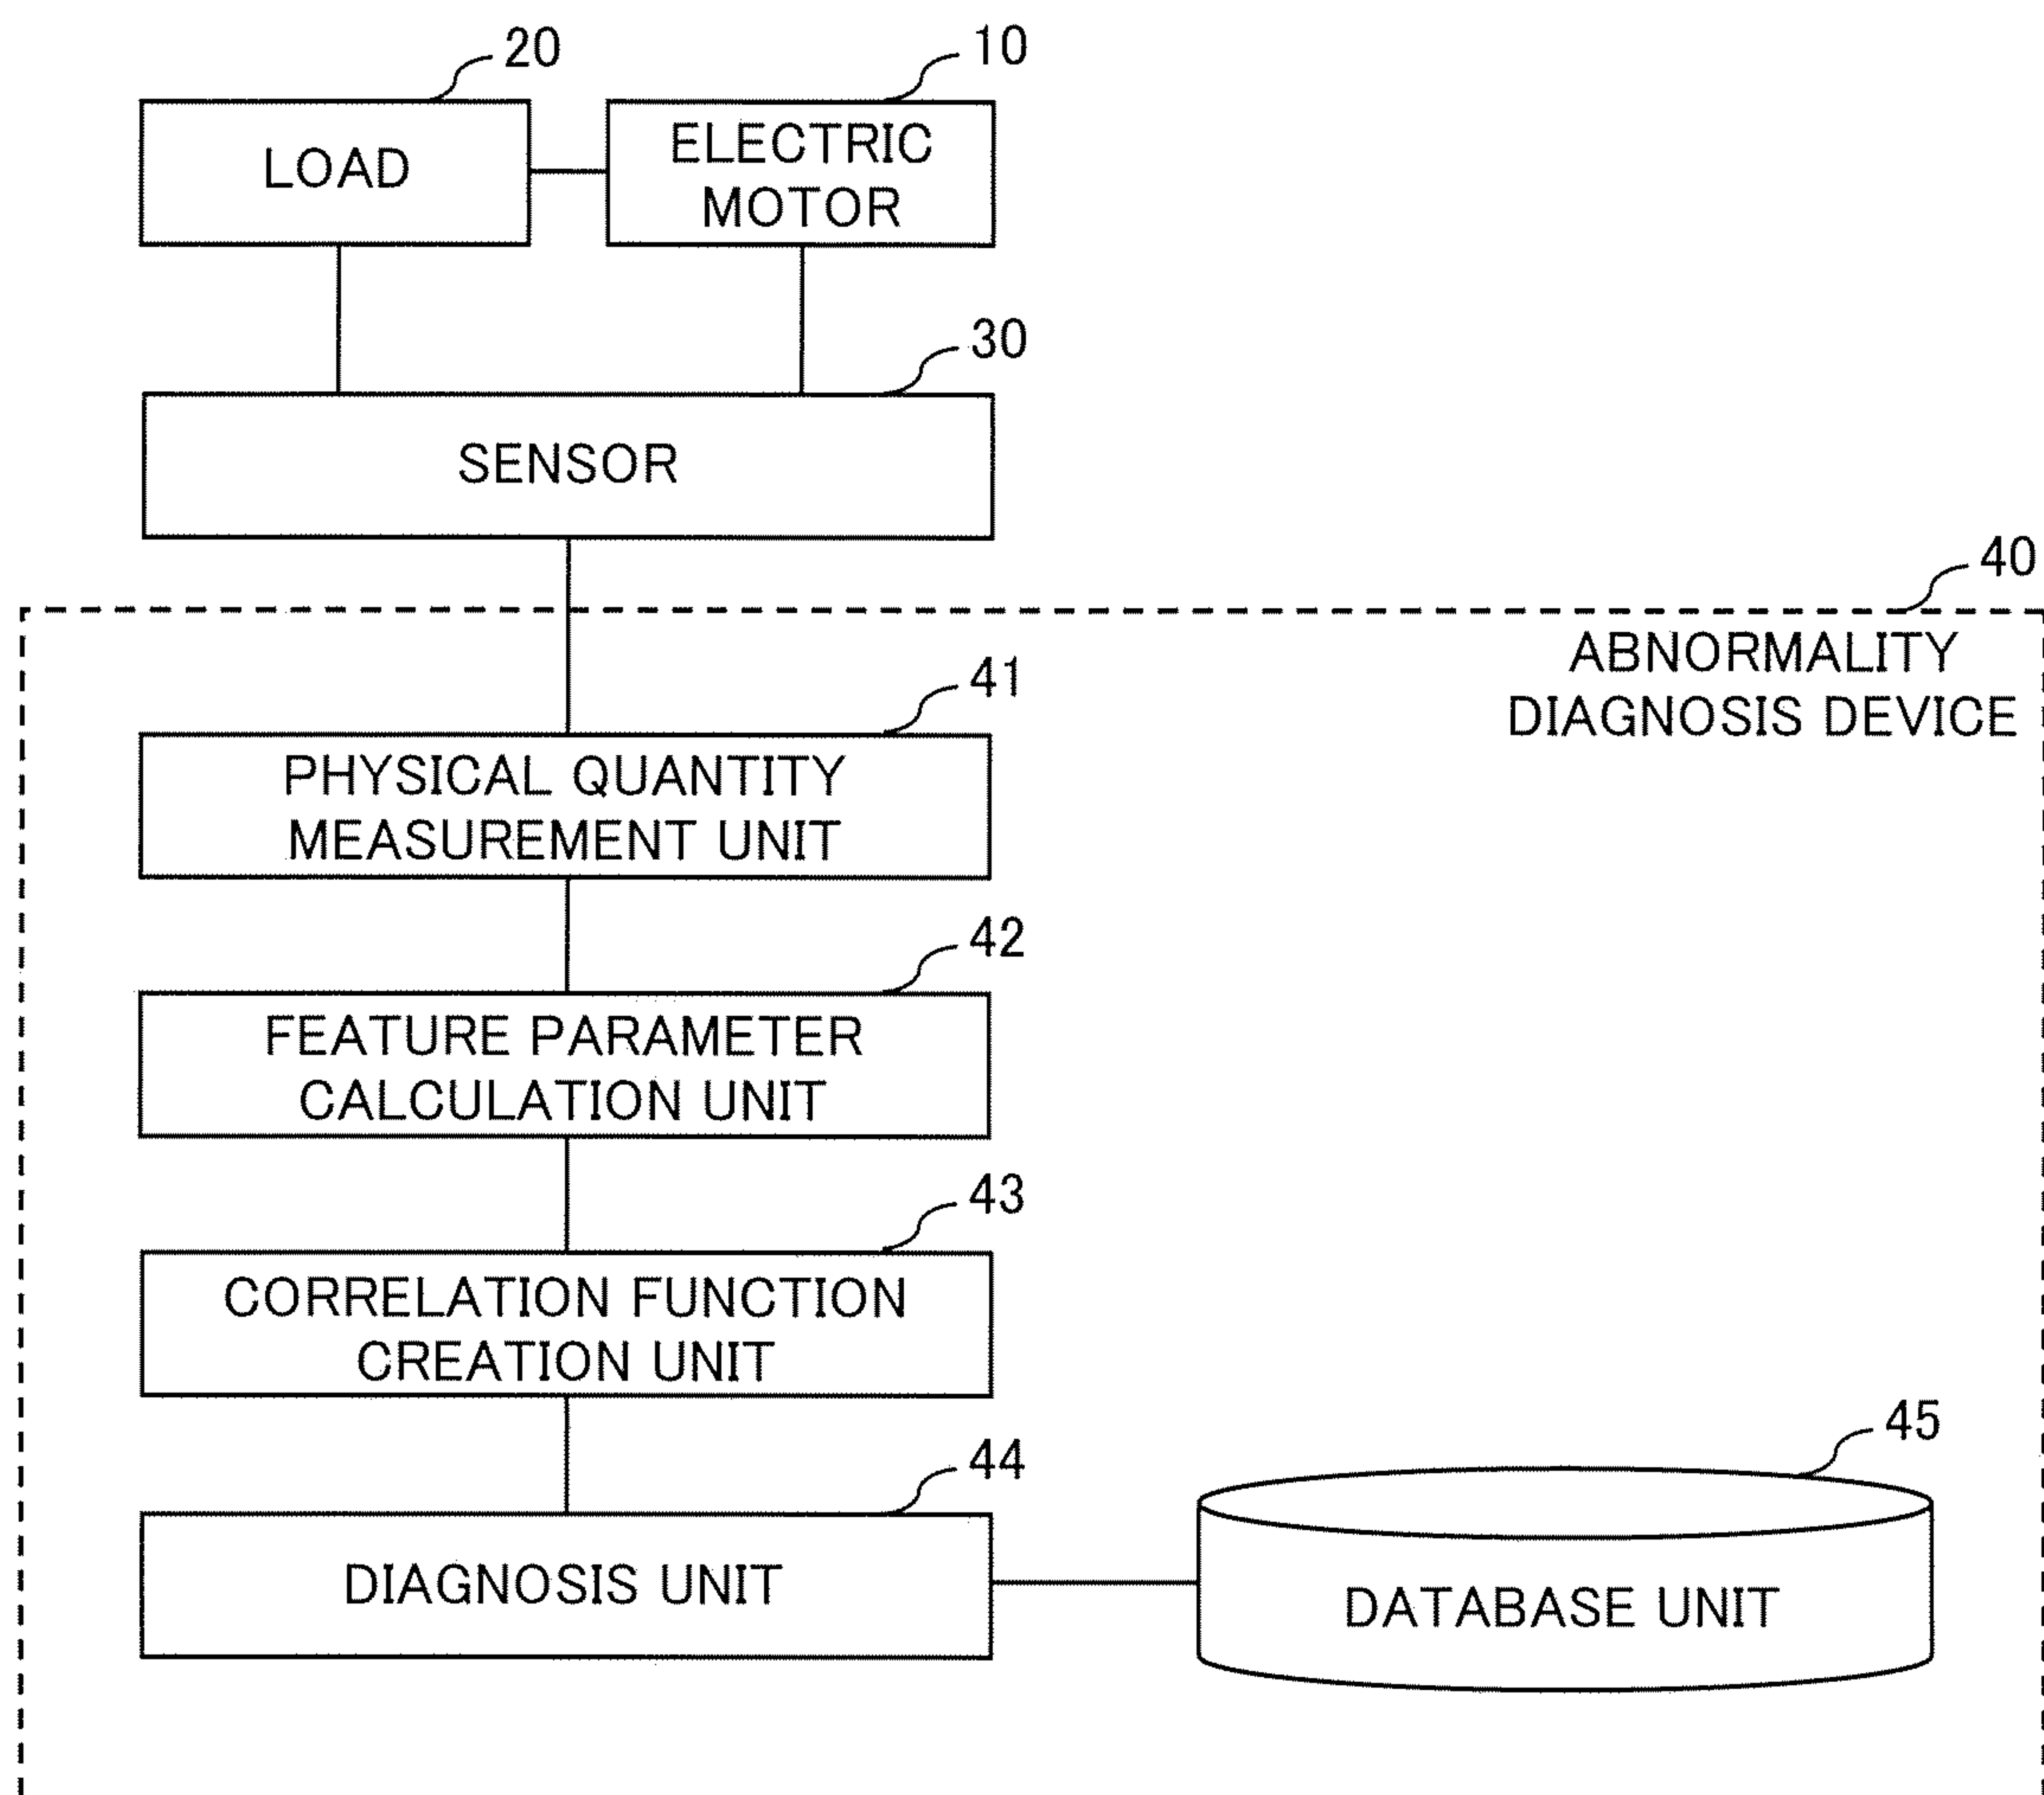 20
10
LOAD
ELECTRIC
MOTOR
30
SENSOR
40
ABNORMALITY
DIAGNOSIS DEVICE
41
PHYSICAL QUANTITY
MEASUREMENT UNIT
42
FEATURE PARAMETER
CALCULATION UNIT
43
CORRELATION FUNCTION
CREATION UNIT
44
DIAGNOSIS UNIT
45
DATABASE UNIT